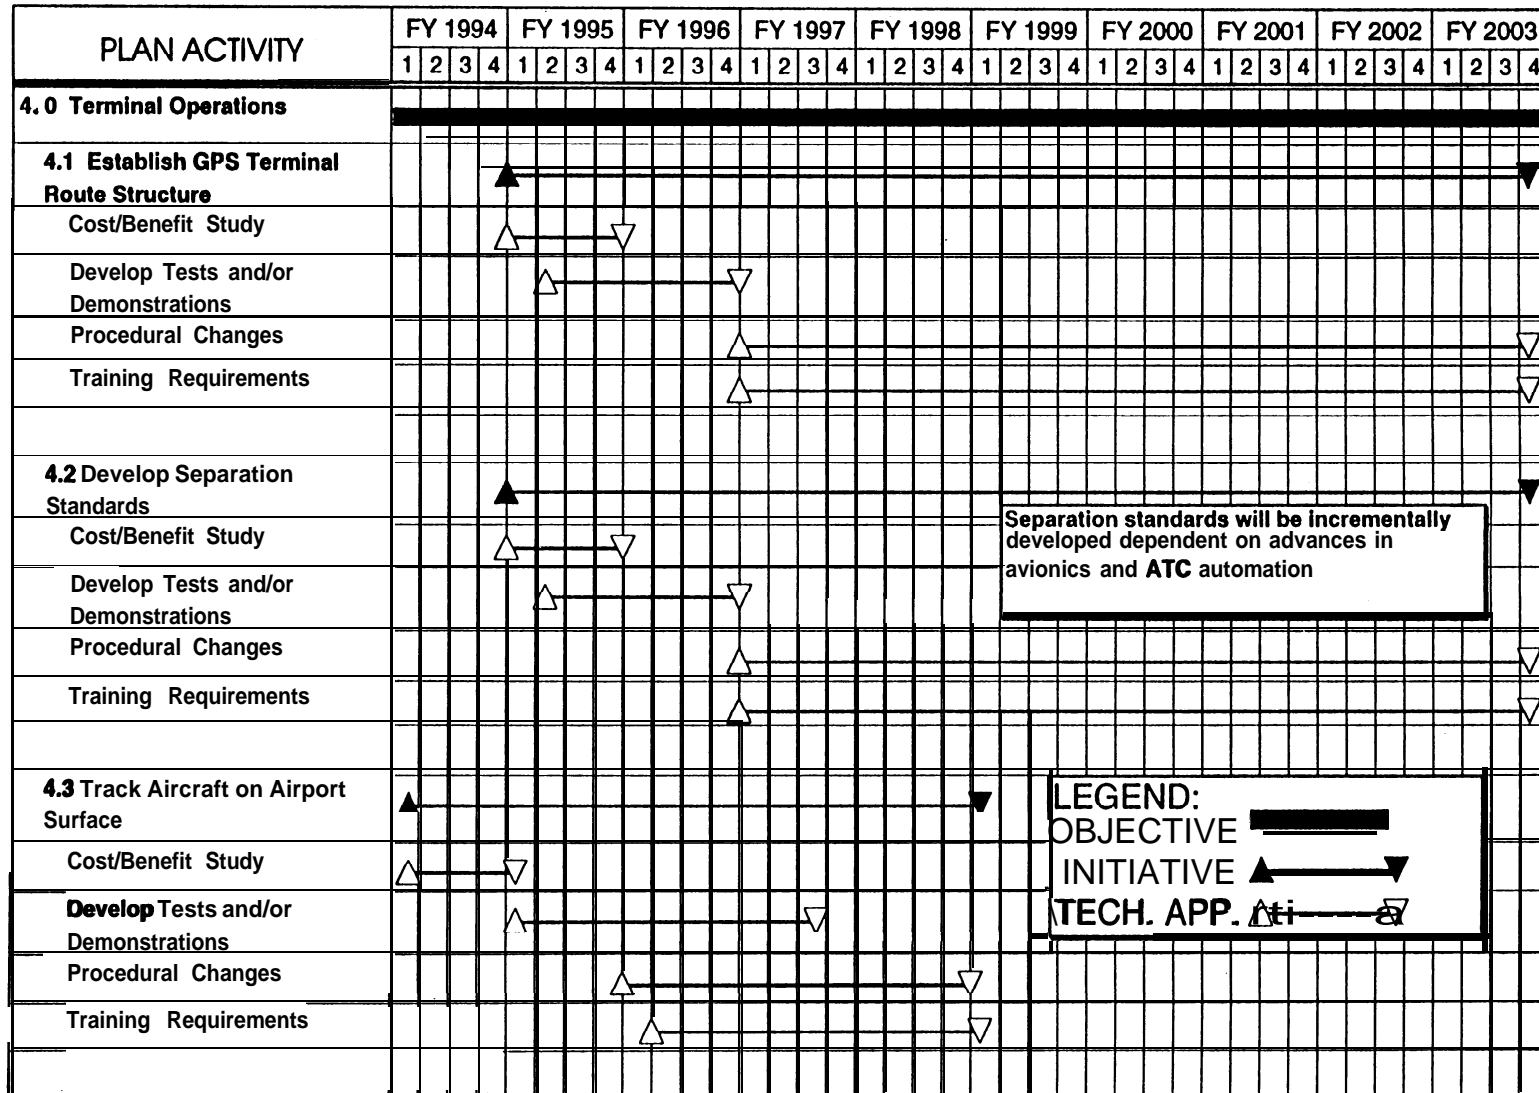 PLAN ACTIVITY
FY 1994 FY 1995 FY 1996 FY 1997 FY 1998 FY 1999 FY 2000 FY 2001 FY 2002 FY 2003
1 2 3 4 1 2 3 4 1 2 3 4 1 2 3 4 1 2 3 4 1 2 3 4 1 2 3 4 1 2 3 4 1 2 3 4 1 2 3 4
4.0 Terminal Operations
4.1 Establish GPS Terminal
Route Structure
Cost/Benefit Study
Develop Tests and/or
Demonstrations
Procedural Changes
Training Requirements
4.2 Develop Separation
Standards
Cost/Benefit Study
Develop Tests and/or
Demonstrations
Procedural Changes
Training Requirements
Separation standards will be incrementally
developed dependent on advances in
avionics and ATC automation
4.3 Track Aircraft on Airport
Surface
Cost/Benefit Study
Develop Tests and/or
Demonstrations
Procedural Changes
Training Requirements
LEGEND:
OBJECTIVE
INITIATIVE
TECH. APP.